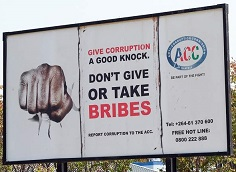 GIVE CORRUPTION
A GOOD KNOCK.
DON'T GIVE
OR TAKE
BRIBES
REPORT CORRUPTION TO THE ACC.
ACC
BE PART OF THE FIGHT!
Tel: +264-61 370 600
FREE HOT LINE:
0800 222 888